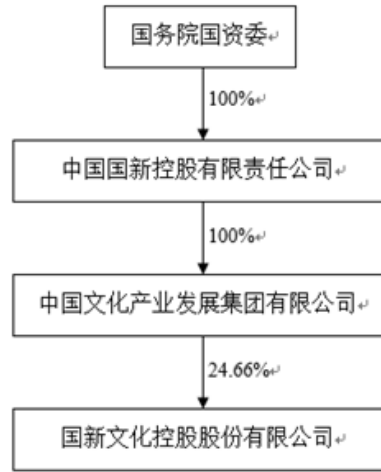 国务院国资委
100%
中国国新控股有限责任公司
100%
中国文化产业发展集团有限公司
24.66%
国新文化控股股份有限公司